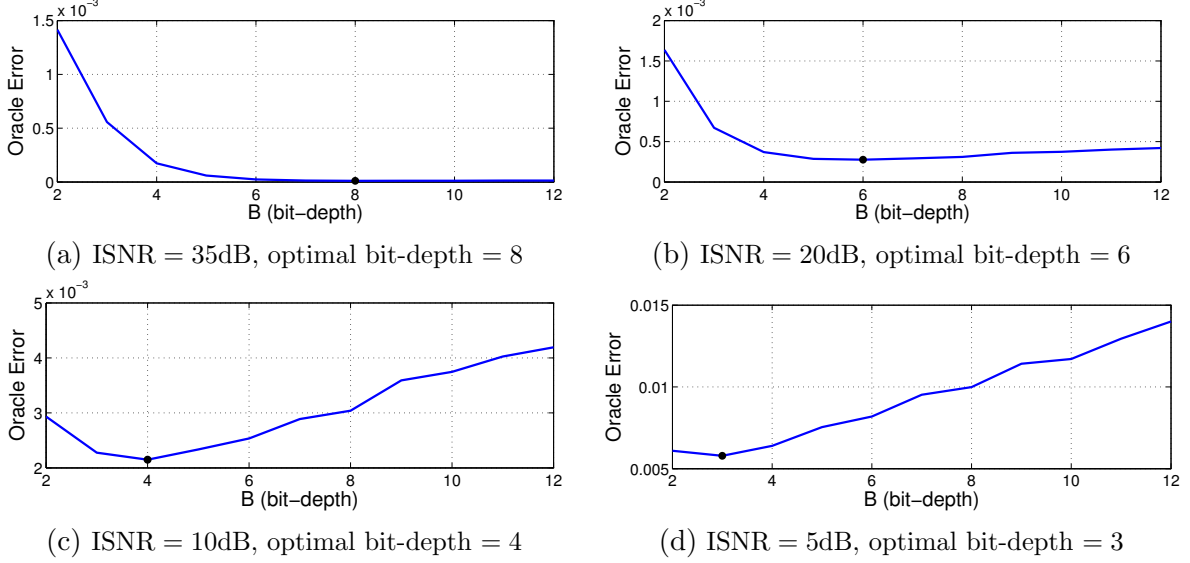 x 10⁻³
1.5
1
0.5
0
Oracle Error
2 4 6 8 10 12
B (bit−depth)
(a) ISNR = 35dB, optimal bit-depth = 8
x 10⁻³
2
1.5
1
0.5
0
Oracle Error
2 4 6 8 10 12
B (bit−depth)
(b) ISNR = 20dB, optimal bit-depth = 6
x 10⁻³
5
4
3
2
Oracle Error
2 4 6 8 10 12
B (bit−depth)
(c) ISNR = 10dB, optimal bit-depth = 4
0.015
0.01
0.005
Oracle Error
2 4 6 8 10 12
B (bit−depth)
(d) ISNR = 5dB, optimal bit-depth = 3